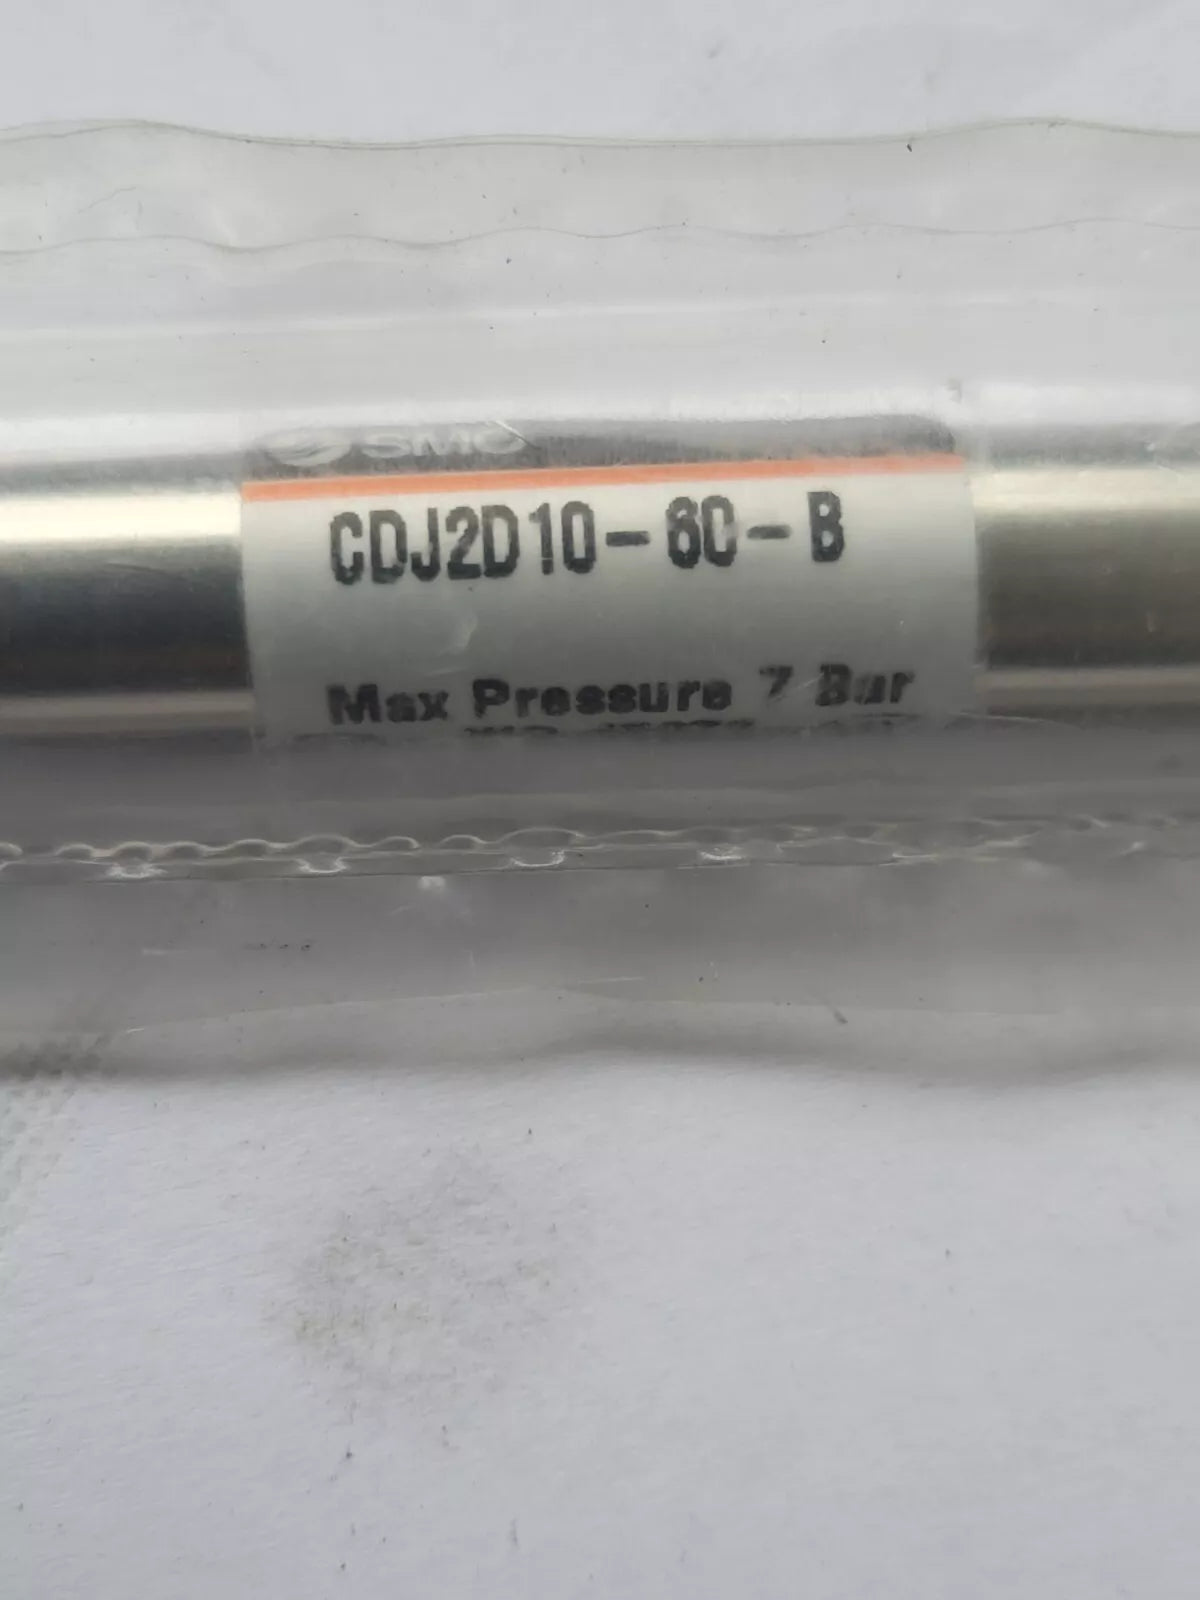 SMC
CDJ2D10-60-B
Max Pressure 7 Bar